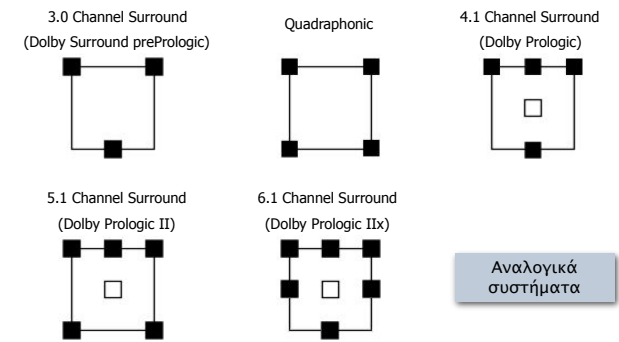 3.0 Channel Surround
(Dolby Surround prePrologic)
Quadraphonic
4.1 Channel Surround
(Dolby Prologic)
5.1 Channel Surround
(Dolby Prologic II)
6.1 Channel Surround
(Dolby Prologic IIx)
Αναλογικά
συστήματα